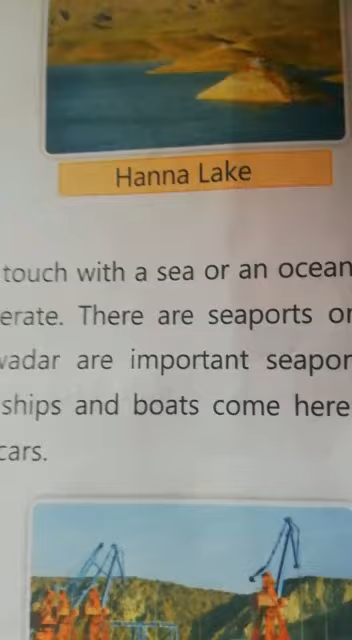 Hanna Lake
touch with a sea or an ocean
erate. There are seaports or
wadar are important seapor
ships and boats come here
cars.